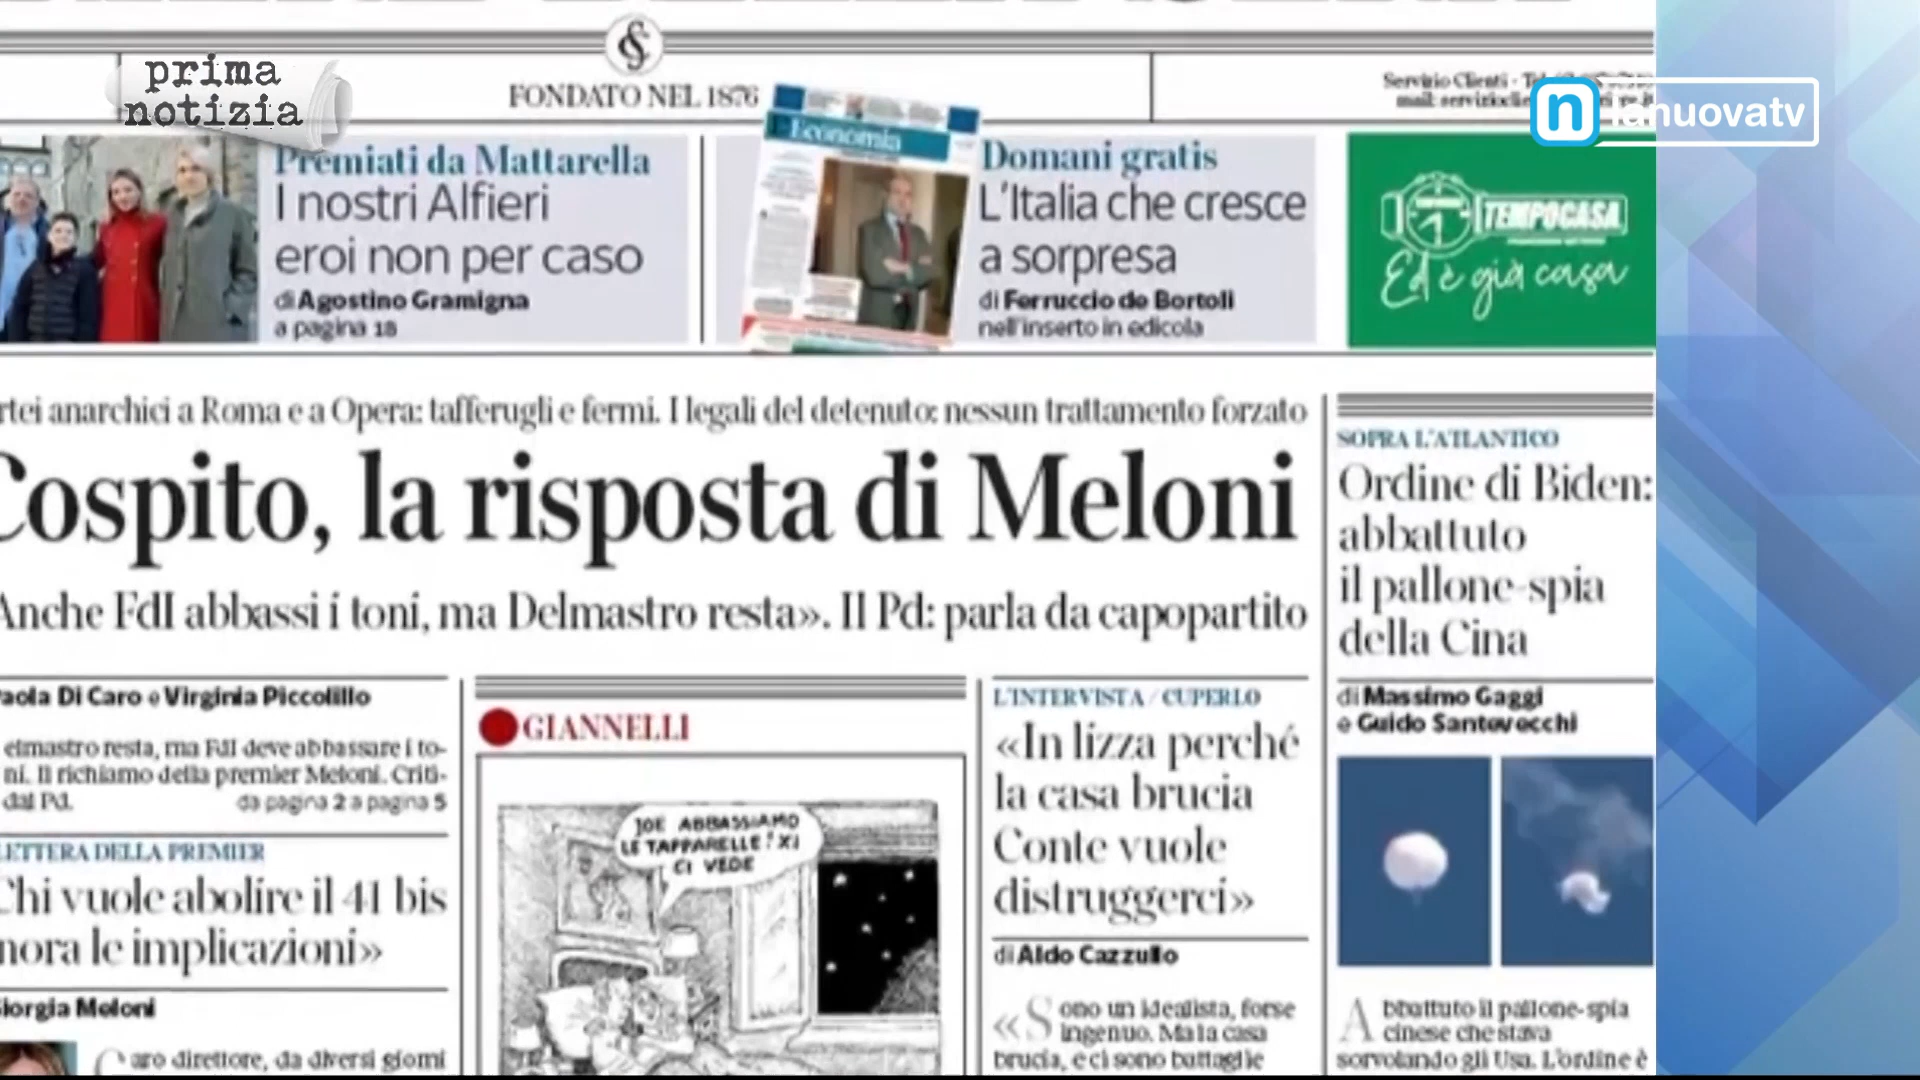 prima
notizia
FONDATO NEL 1876
Servizio Clienti - Tel
lanuovatv
Premiati da Mattarella
I nostri Alfieri
eroi non per caso
di Agostino Gramigna
a pagina 18
Economia
Domani gratis
L'Italia che cresce
a sorpresa
di Ferruccio de Bortoli
nell'inserto in edicola
TEMPOCASA
Ed è già casa
rtei anarchici a Roma e a Opera: tafferugli e fermi. I legali del detenuto: nessun trattamento forzato
Cospito, la risposta di Meloni
Anche FdI abbassi i toni, ma Delmastro resta». Il Pd: parla da capopartito
aola Di Caro e Virginia Piccolillo
elmastro resta, ma FdI deve abbassare i to-
ni. Il richiamo della premier Meloni. Criti-
dal Pd.
da pagina 2 a pagina 5
LETTERA DELLA PREMIER
Chi vuole abolire il 41 bis
nora le implicazioni»
Giorgia Meloni
aro direttore, da diversi giorni
GIANNELLI
JOE ABBASSIAMO
LE TAPPARELLE! XI
CI VEDE
L'INTERVISTA / CUPERLO
«In lizza perché
la casa brucia
Conte vuole
distruggerci»
di Aldo Cazzullo
«Sono un idealista, forse
ingenuo. Ma la casa
brucia, e ci sono battaglie
SOPRA L'ATLANTICO
Ordine di Biden:
abbattuto
il pallone-spia
della Cina
di Massimo Gaggi
e Guido Santevecchi
Abbattuto il pallone-spia
cinese che stava
sorvolando gli Usa. L'ordine è